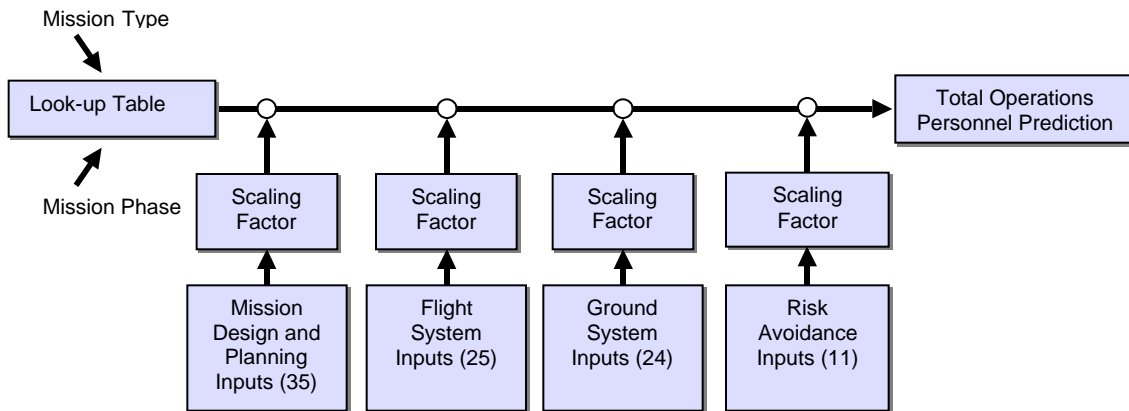 Mission Type
Look-up Table
Mission Phase
Total Operations
Personnel Prediction
Scaling
Factor
Scaling
Factor
Scaling
Factor
Scaling
Factor
Mission
Design and
Planning
Inputs (35)
Flight
System
Inputs (25)
Ground
System
Inputs (24)
Risk
Avoidance
Inputs (11)